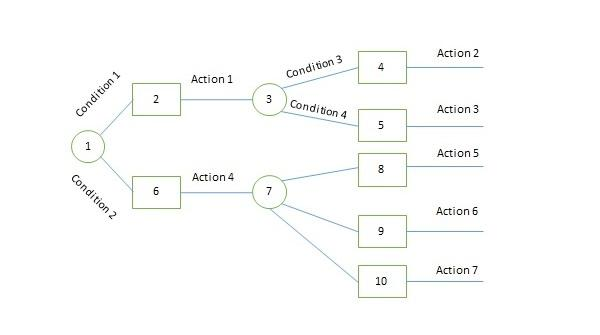 Condition 1
1
Condition 2
2
Action 1
3
Condition 3
Condition 4
4
Action 2
5
Action 3
6
Action 4
7
8
Action 5
9
Action 6
10
Action 7